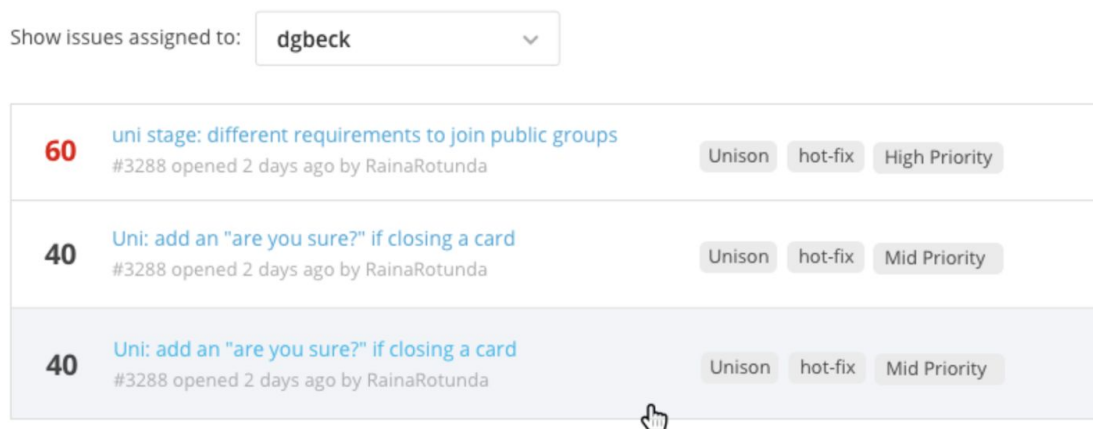 Show issues assigned to: dgbeck
60 uni stage: different requirements to join public groups
#3288 opened 2 days ago by RainaRotunda
Unison hot-fix High Priority
40 Uni: add an "are you sure?" if closing a card
#3288 opened 2 days ago by RainaRotunda
Unison hot-fix Mid Priority
40 Uni: add an "are you sure?" if closing a card
#3288 opened 2 days ago by RainaRotunda
Unison hot-fix Mid Priority